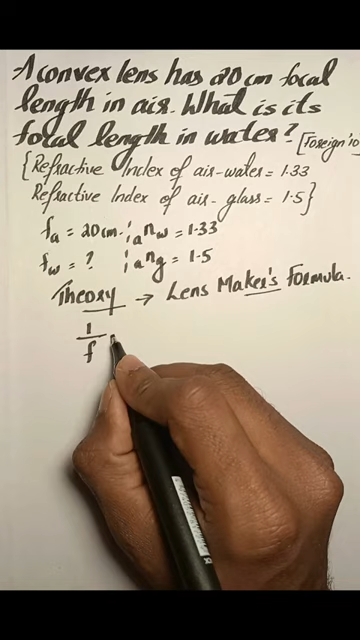 A convex lens has 20 cm focal
length in air. What is its
focal length in water? [Foreign'10
{Refractive Index of air-water = 1.33
Refractive Index of air-glass = 1.5}
fa = 20cm. ; anw = 1.33
fw = ? ; ang = 1.5
Theory → Lens Maker's Formula.
1
f